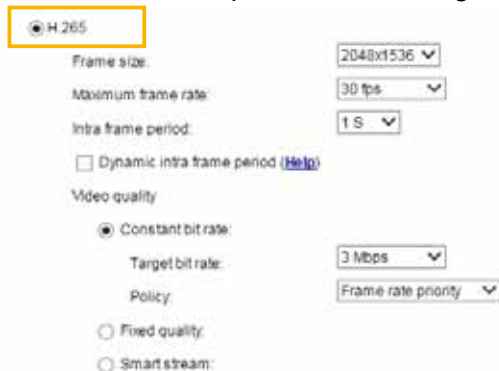 H.265
Frame size: 2048x1536
Maximum frame rate: 30 fps
Intra frame period: 1 S
Dynamic intra frame period (Help)
Video quality
Constant bit rate:
Target bit rate: 3 Mbps
Policy: Frame rate priority
Fixed quality:
Smart stream: